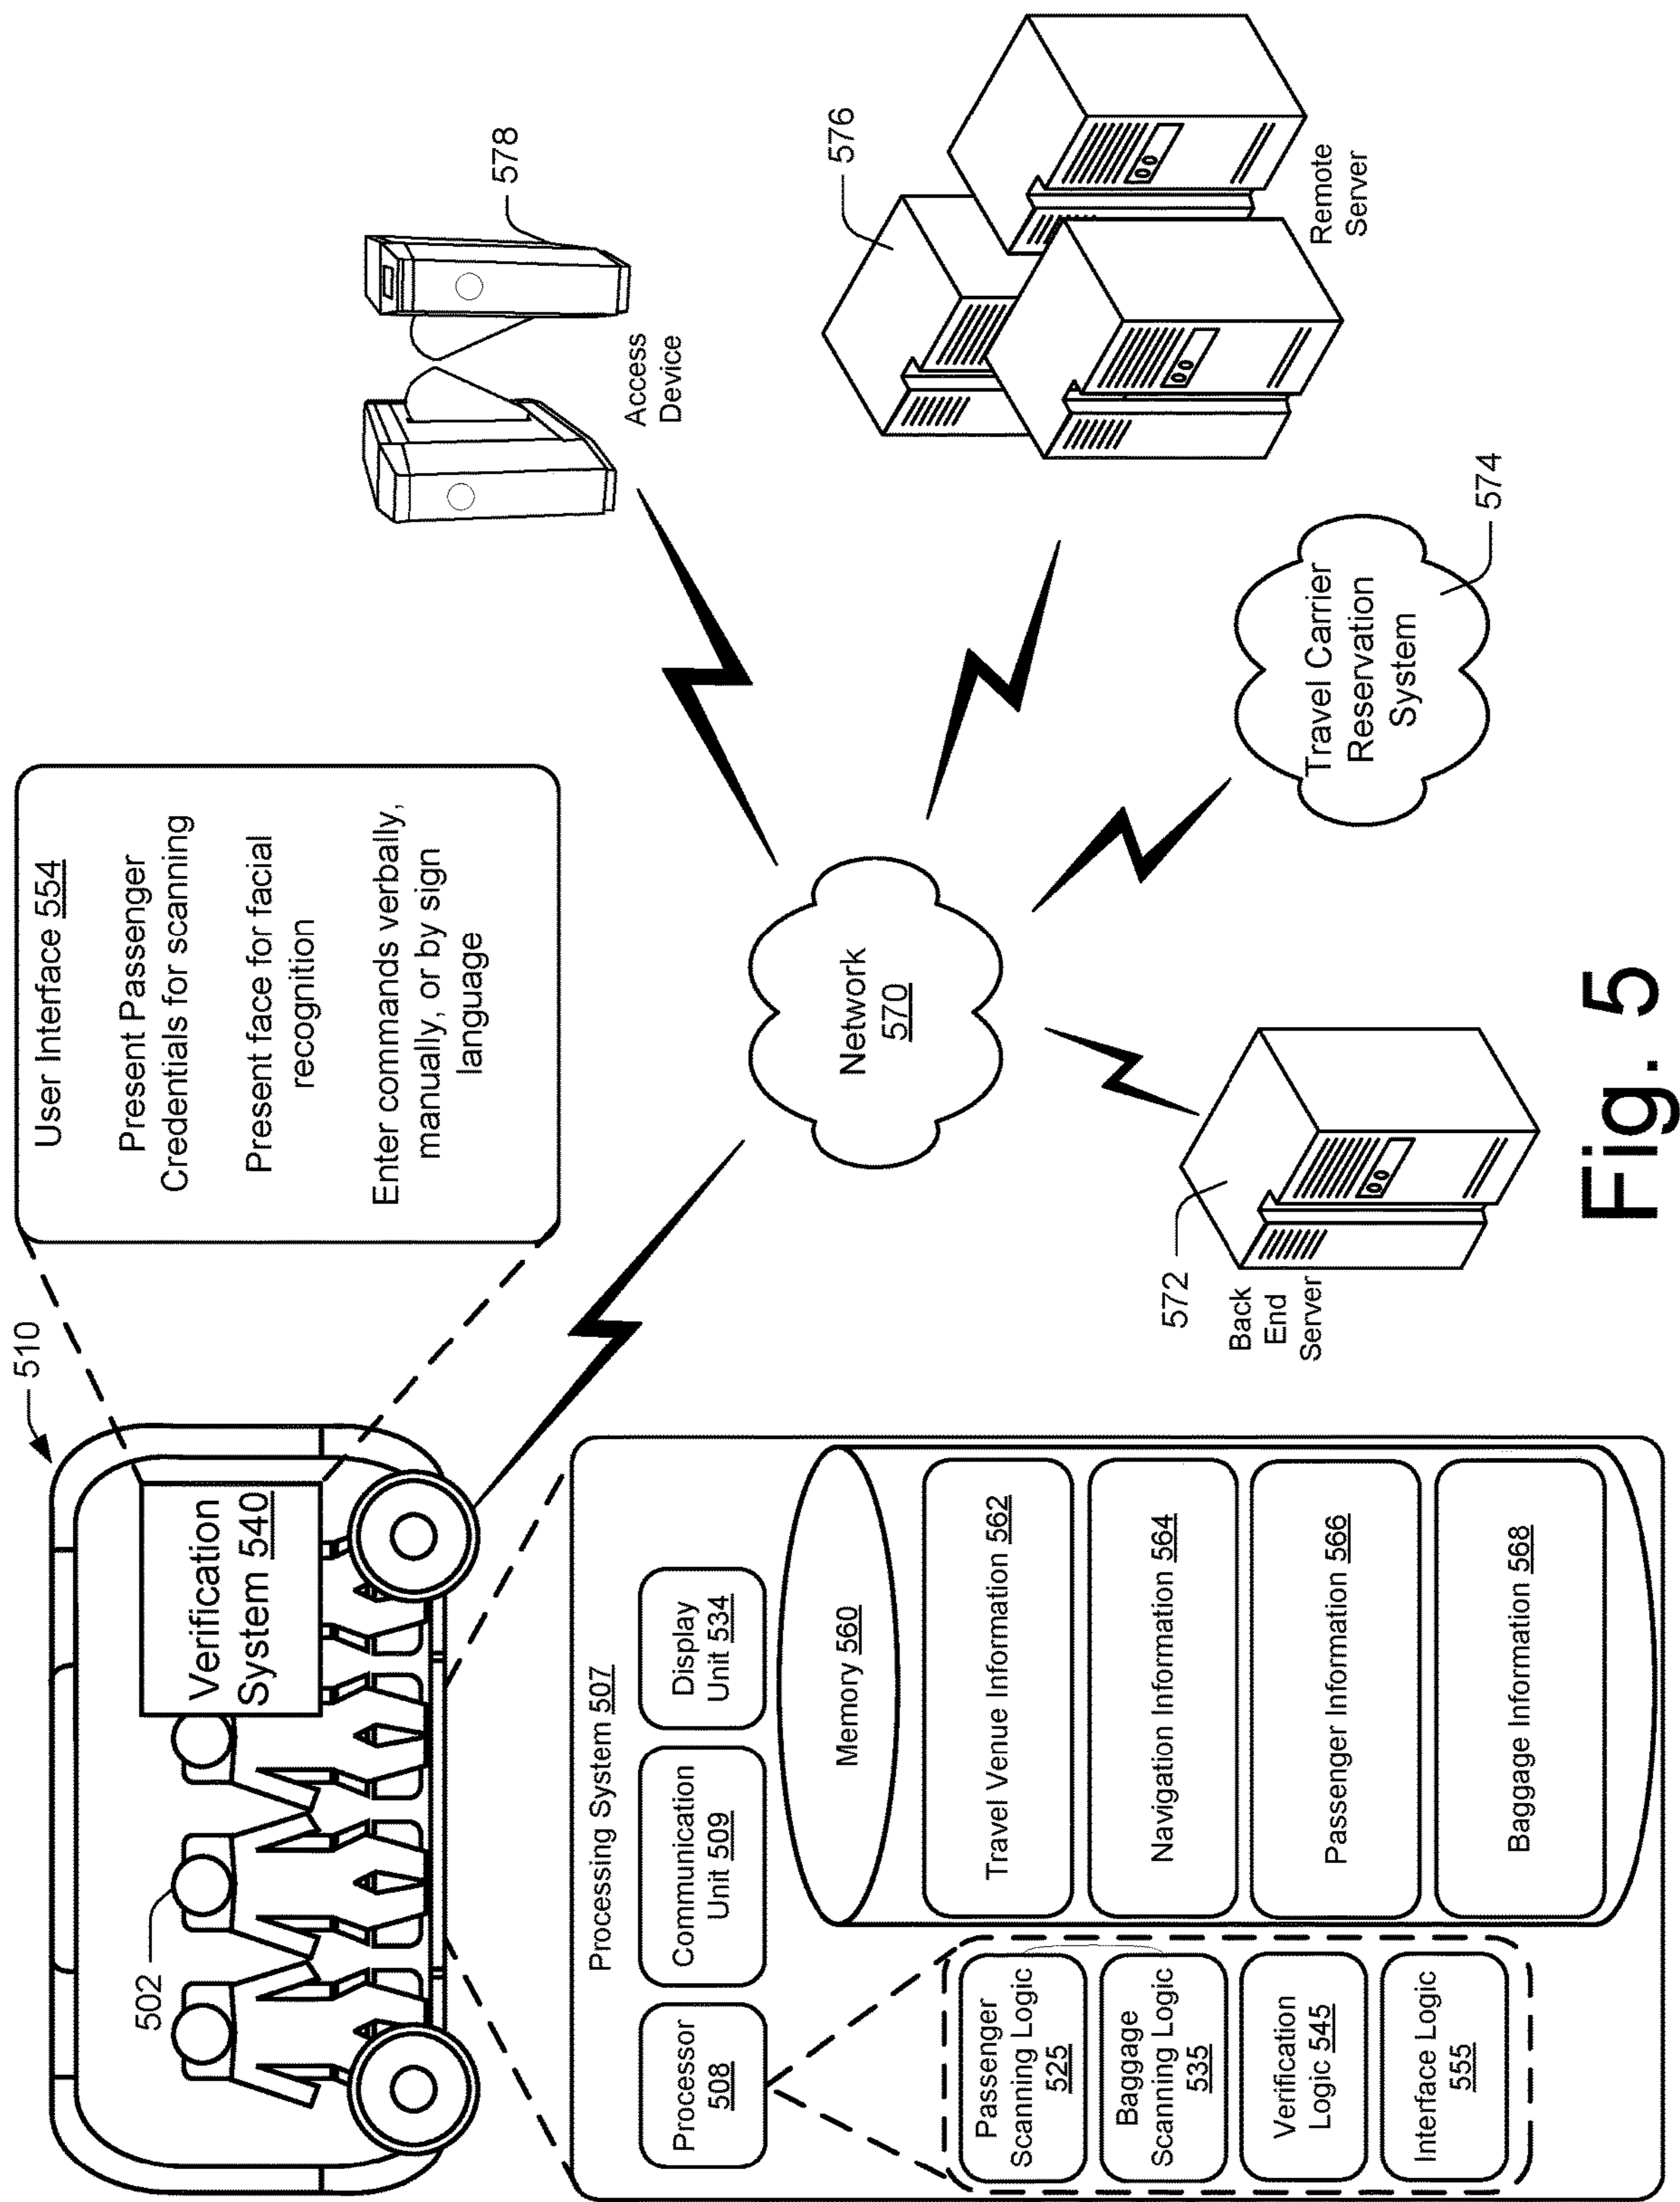 510
502
Verification
System 540
User Interface 554
Present Passenger
Credentials for scanning
Present face for facial
recognition
Enter commands verbally,
manually, or by sign
language
578
Access
Device
576
Remote
Server
Processing System 507
Processor
508
Communication
Unit 509
Display
Unit 534
Passenger
Scanning Logic
525
Baggage
Scanning Logic
535
Verification
Logic 545
Interface Logic
555
Memory 560
Travel Venue Information 562
Navigation Information 564
Passenger Information 566
Baggage Information 568
Network
570
572
Back
End
Server
Travel Carrier
Reservation
System
574
Fig. 5